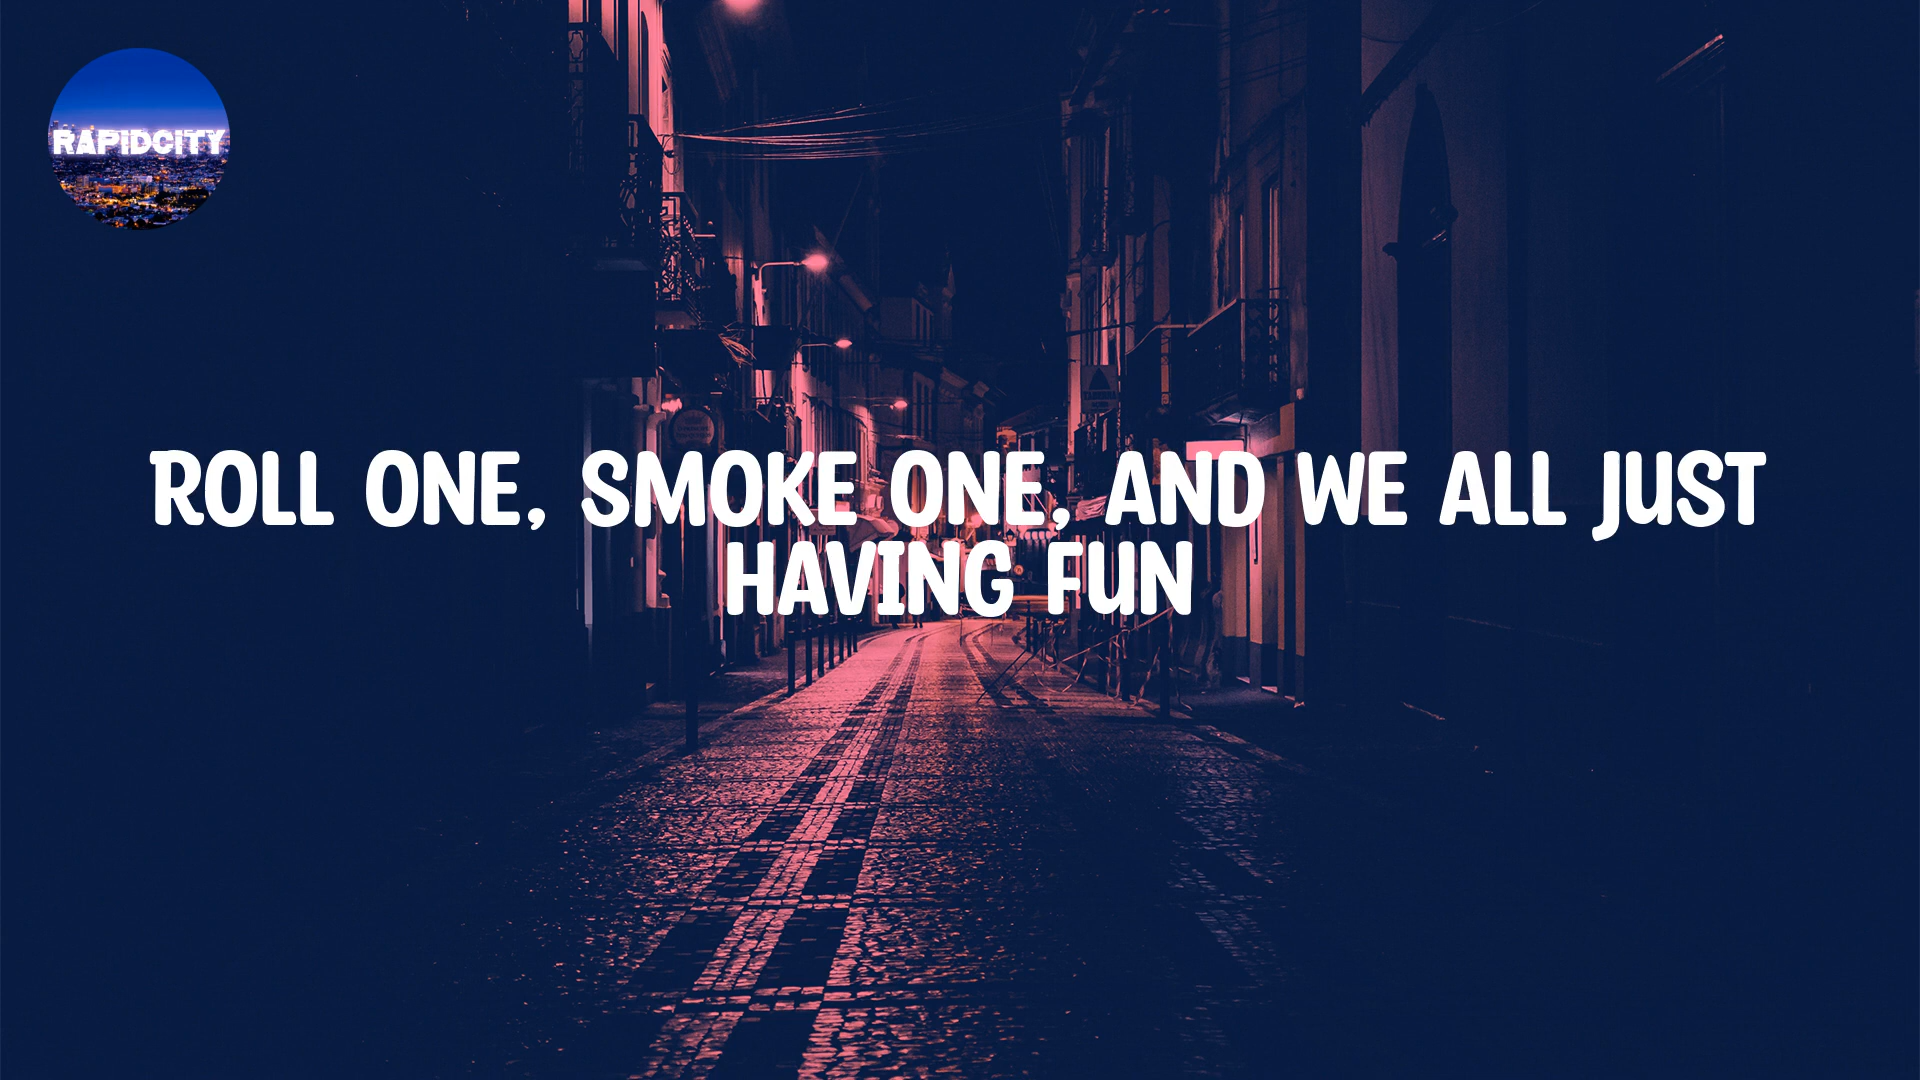 RAPIDCITY
ROLL ONE, SMOKE ONE, AND WE ALL JUST
HAVING FUN